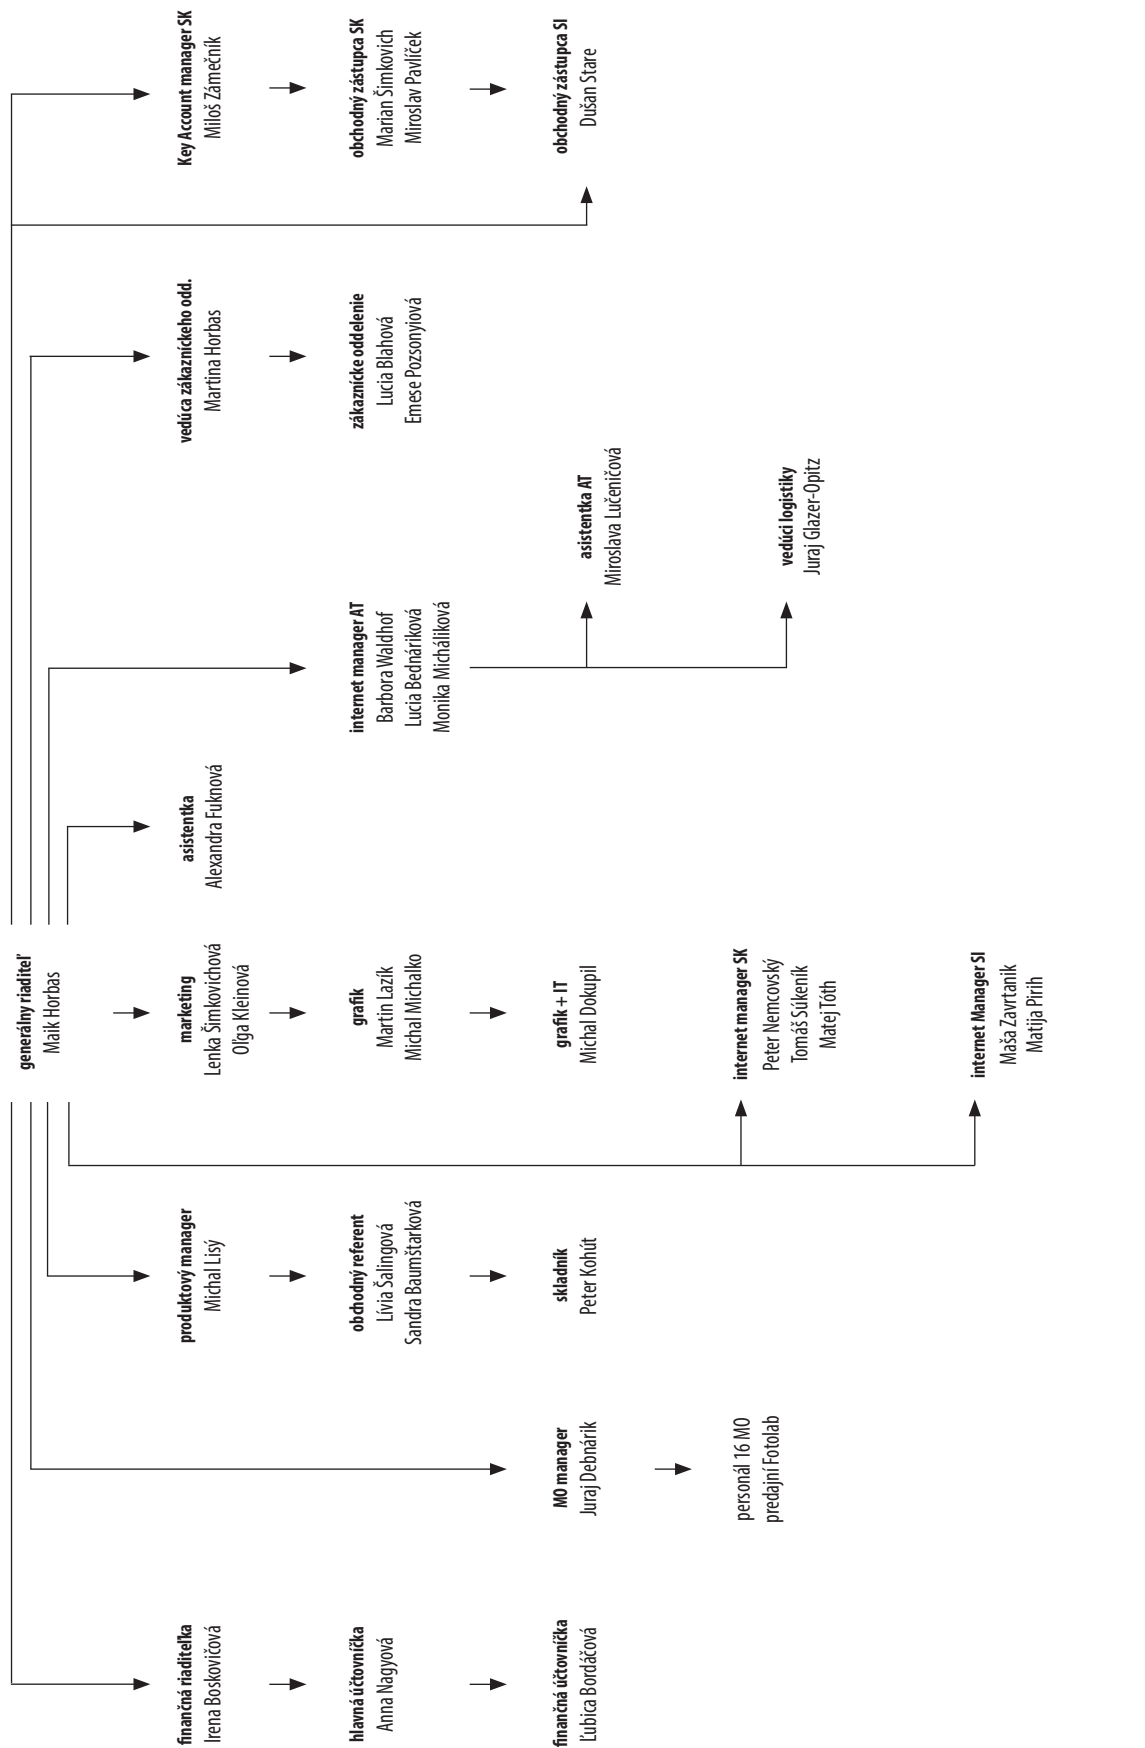 generálny riaditeľ
Maik Horbas
finančná riaditeľka
Irena Boskovičová
hlavná účtovníčka
Anna Nagyová
finančná účtovníčka
Ľubica Bordáčová
MO manager
Juraj Debnárik
personál 16 MO
predajní Fotolab
produktový manager
Michal Lisý
obchodný referent
Lívia Šalingová
Sandra Baumštarková
skladník
Peter Kohút
marketing
Lenka Šimkovichová
Oľga Kleinová
grafik
Martin Lazík
Michal Michalko
grafik + IT
Michal Dokupil
internet manager SK
Peter Nemcovský
Tomáš Súkeník
Matej Tóth
internet Manager SI
Maša Zavrtanik
Matija Pirih
asistentka
Alexandra Fuknová
internet manager AT
Barbora Waldhof
Lucia Bednáriková
Monika Micháliková
asistentka AT
Miroslava Lučeničová
vedúci logistiky
Juraj Glazer-Opitz
vedúca zákazníckeho odd.
Martina Horbas
zákaznícke oddelenie
Lucia Blahová
Emese Pozsonyiová
Key Account manager SK
Miloš Zámečník
obchodný zástupca SK
Marian Šimkovich
Miroslav Pavlíček
obchodný zástupca SI
Dušan Stare